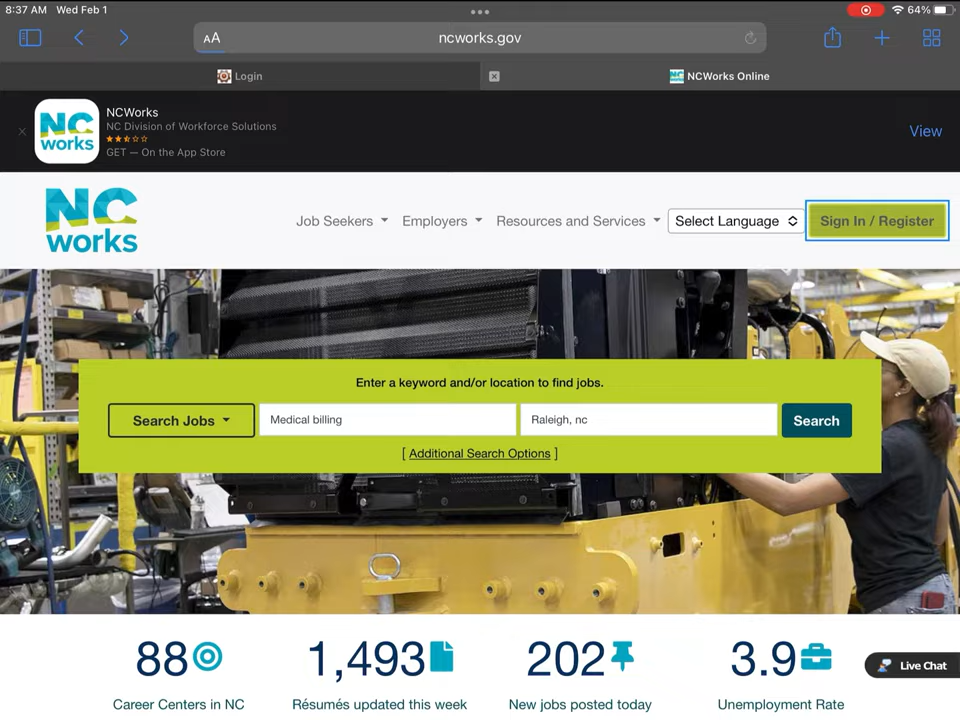 8:37 AM Wed Feb 1
64%
AA
ncworks.gov
Login
NCWorks Online
NC works
NCWorks
NC Division of Workforce Solutions
GET — On the App Store
View
NC works
Job Seekers
Employers
Resources and Services
Select Language
Sign In / Register
Enter a keyword and/or location to find jobs.
Search Jobs
Medical billing
Raleigh, nc
Search
[ Additional Search Options ]
88
1,493
202
3.9
Career Centers in NC
Résumés updated this week
New jobs posted today
Unemployment Rate
Live Chat